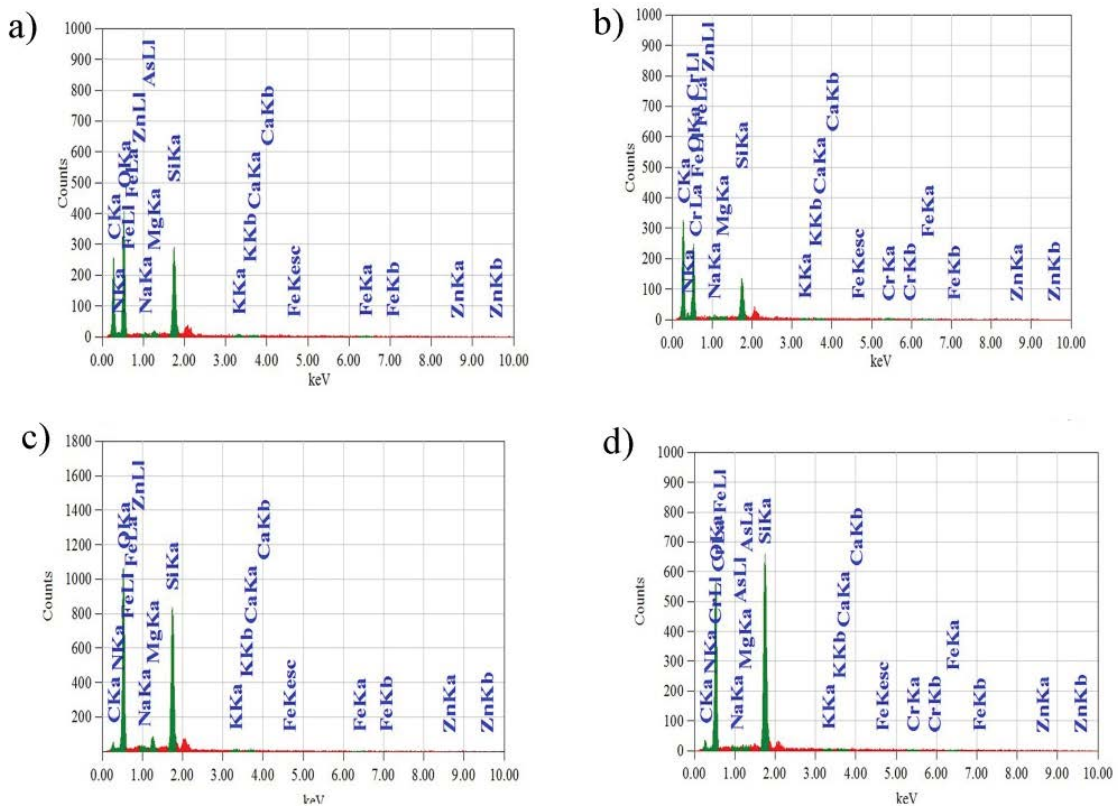 a)
1000
900
800
700
600
500
400
300
200
100
0
Counts
CKa
NKa
OKa
FeLl
FeLa
ZnLl
AsLl
NaKa
MgKa
SiKa
KKa
KKb
CaKa
CaKb
FeKesc
FeKa
FeKb
ZnKa
ZnKb
0.00 1.00 2.00 3.00 4.00 5.00 6.00 7.00 8.00 9.00 10.00
keV
b)
1000
900
800
700
600
500
400
300
200
100
0
Counts
CKa
NKa
CrLa
OKa
CrLl
FeLl
FeLa
ZnLl
NaKa
MgKa
SiKa
KKa
KKb
CaKa
CaKb
FeKesc
CrKa
CrKb
FeKa
FeKb
ZnKa
ZnKb
0.00 1.00 2.00 3.00 4.00 5.00 6.00 7.00 8.00 9.00 10.00
keV
c)
1800
1600
1400
1200
1000
800
600
400
200
Counts
CKa
NKa
OKa
FeLl
FeLa
ZnLl
NaKa
MgKa
SiKa
KKa
KKb
CaKa
CaKb
FeKesc
FeKa
FeKb
ZnKa
ZnKb
0.00 1.00 2.00 3.00 4.00 5.00 6.00 7.00 8.00 9.00 10.00
keV
d)
1000
900
800
700
600
500
400
300
200
100
0
Counts
CKa
NKa
CrLl
OKa
FeLl
NaKa
MgKa
AsLl
AsLa
SiKa
KKa
KKb
CaKa
CaKb
FeKesc
CrKa
CrKb
FeKa
FeKb
ZnKa
ZnKb
0.00 1.00 2.00 3.00 4.00 5.00 6.00 7.00 8.00 9.00 10.00
keV